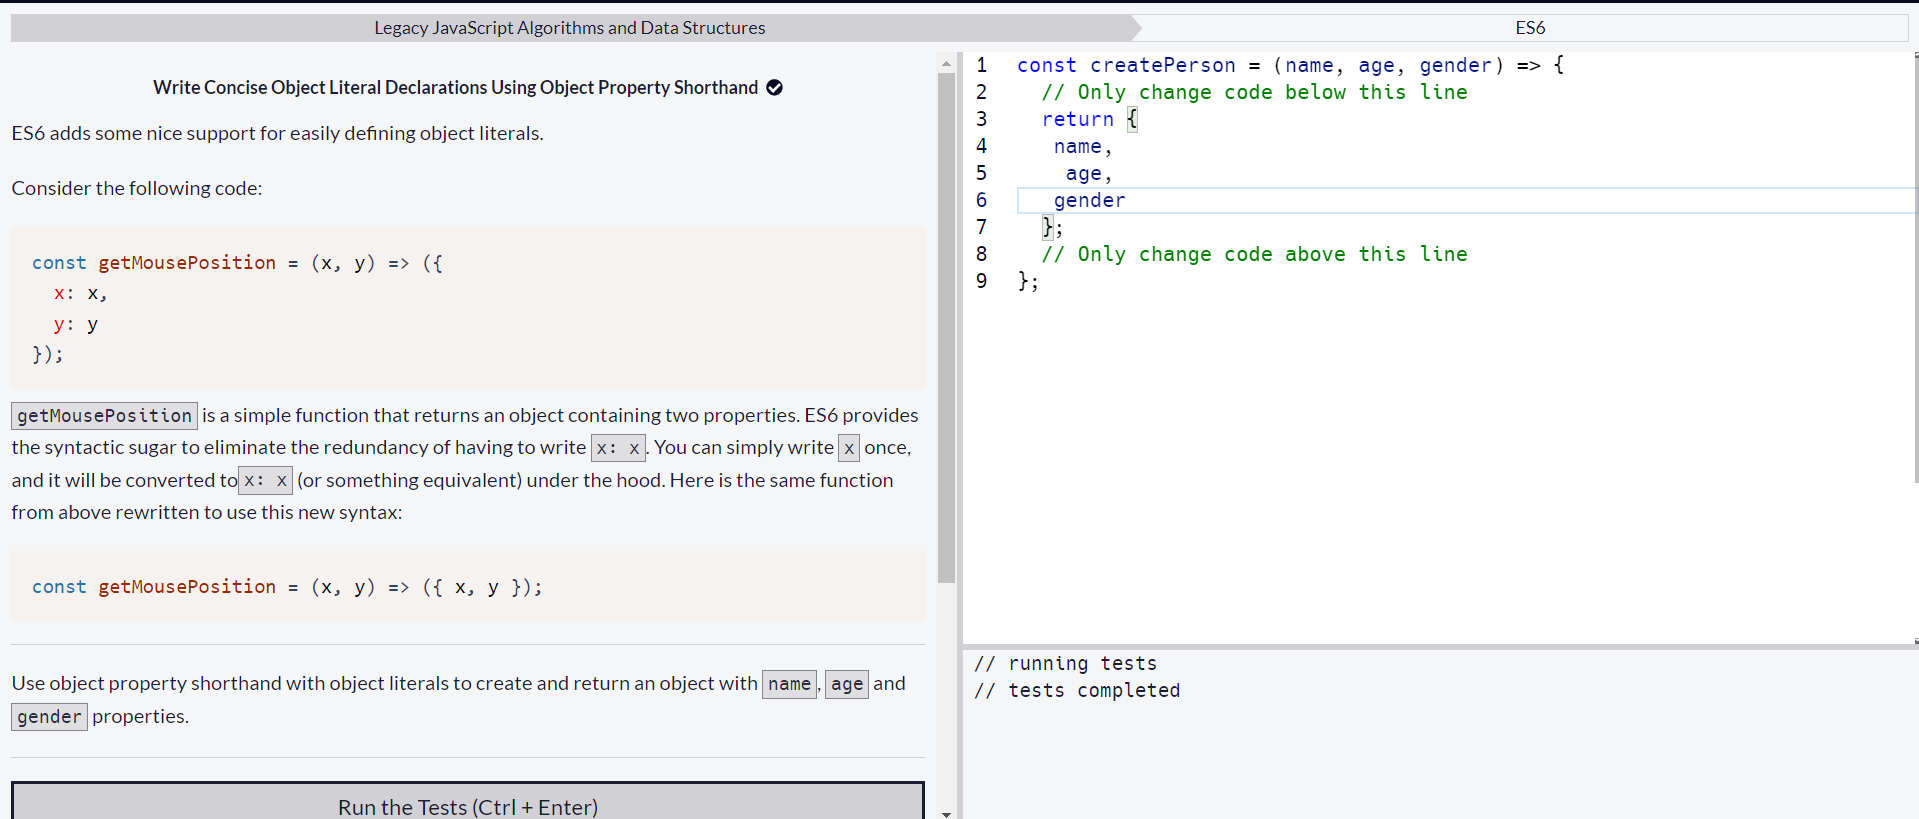 Legacy JavaScript Algorithms and Data Structures
ES6
Write Concise Object Literal Declarations Using Object Property Shorthand
ES6 adds some nice support for easily defining object literals.
Consider the following code:
const getMousePosition = (x, y) => ({
  x: x,
  y: y
});
getMousePosition is a simple function that returns an object containing two properties. ES6 provides
the syntactic sugar to eliminate the redundancy of having to write x: x. You can simply write x once,
and it will be converted to x: x (or something equivalent) under the hood. Here is the same function
from above rewritten to use this new syntax:
const getMousePosition = (x, y) => ({ x, y });
Use object property shorthand with object literals to create and return an object with name, age and
gender properties.
Run the Tests (Ctrl + Enter)
1 const createPerson = (name, age, gender) => {
2   // Only change code below this line
3   return {
4    name,
5     age,
6    gender
7   };
8   // Only change code above this line
9 };
// running tests
// tests completed